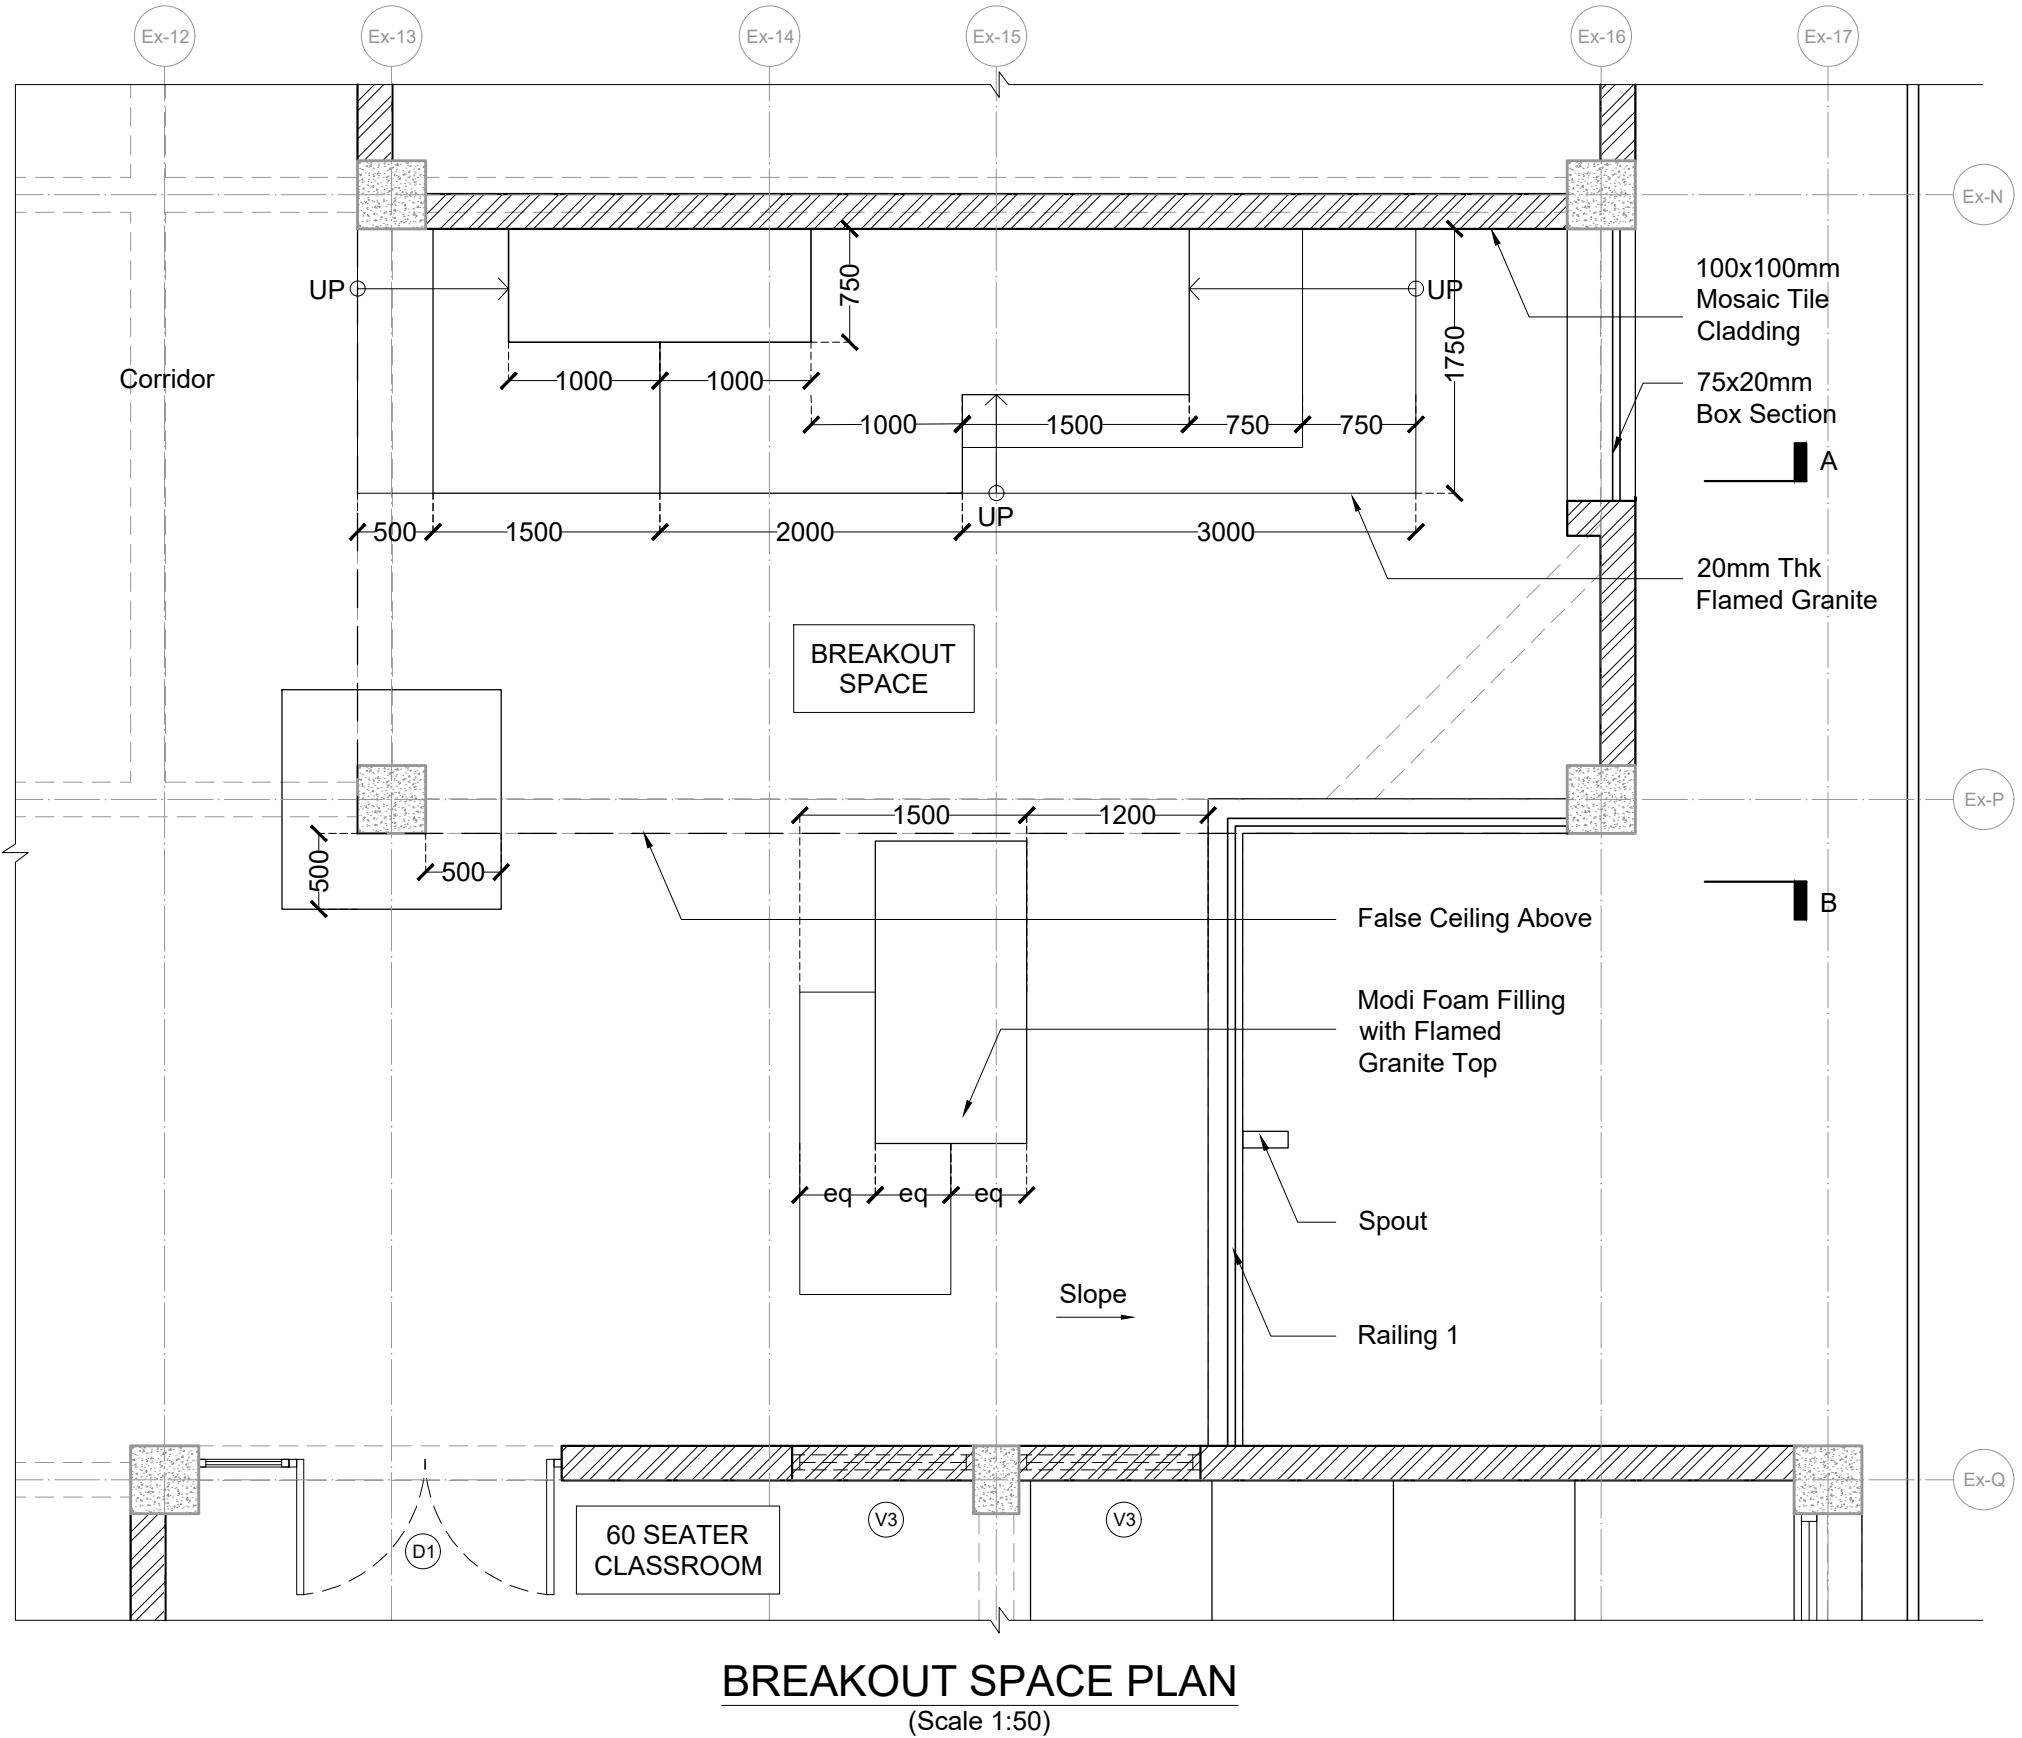 Ex-12
Ex-13
Ex-14
Ex-15
Ex-16
Ex-17
Ex-N
UP
750
UP
100x100mm
Mosaic Tile
Cladding
1750
Corridor
1000
1000
75x20mm
Box Section
1000
1500
750
750
A
UP
500
1500
2000
3000
20mm Thk
Flamed Granite
BREAKOUT
SPACE
Ex-P
1500
1200
500
500
B
False Ceiling Above
Modi Foam Filling
with Flamed
Granite Top
eq
eq
eq
Spout
Slope
Railing 1
Ex-Q
V3
V3
D1
60 SEATER
CLASSROOM
BREAKOUT SPACE PLAN
(Scale 1:50)